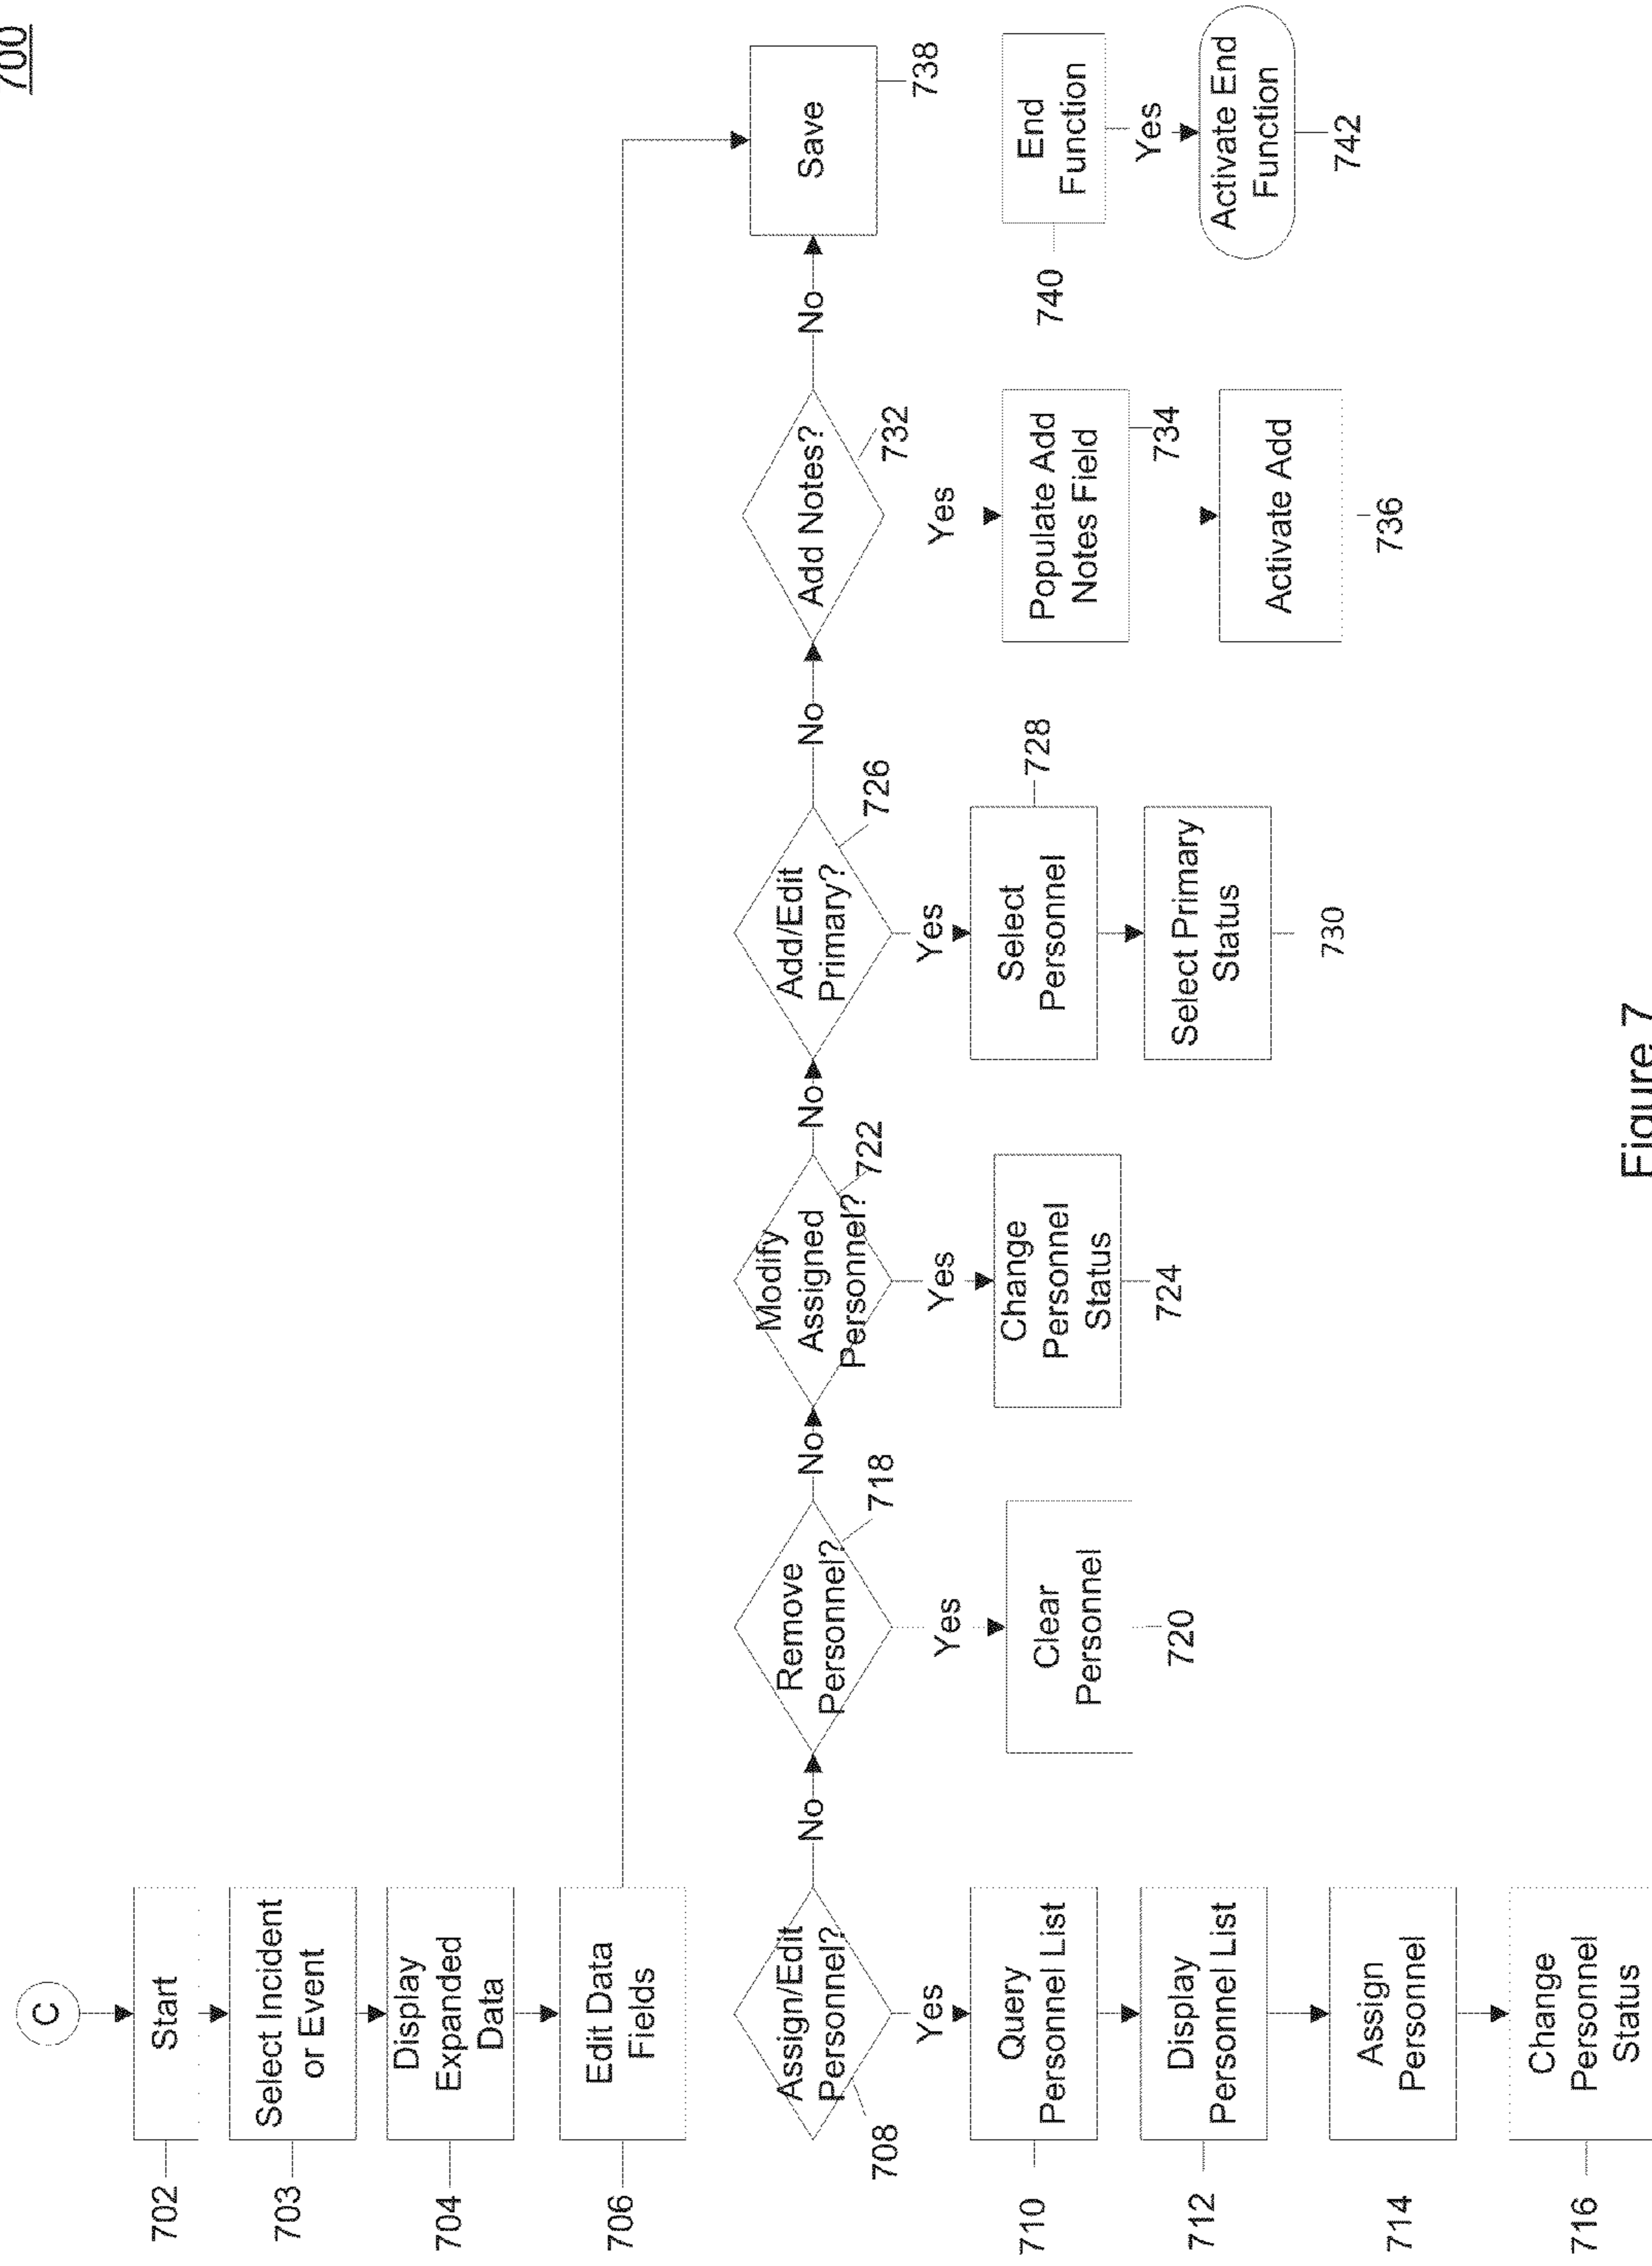 700
C
702
Start
703
Select Incident
or Event
704
Display
Expanded
Data
706
Edit Data
Fields
708
Assign/Edit
Personnel?
No
Remove
Personnel?
718
No
Modify
Assigned
Personnel?
722
No
Add/Edit
Primary?
726
No
Add Notes?
732
No
Save
738
Yes
710
Query
Personnel List
712
Display
Personnel List
714
Assign
Personnel
716
Change
Personnel
Status
Yes
Clear
Personnel
720
Yes
Change
Personnel
Status
724
Yes
Select
Personnel
728
Select Primary
Status
730
Yes
Populate Add
Notes Field
734
Activate Add
736
740
End
Function
Yes
Activate End
Function
742
Figure 7